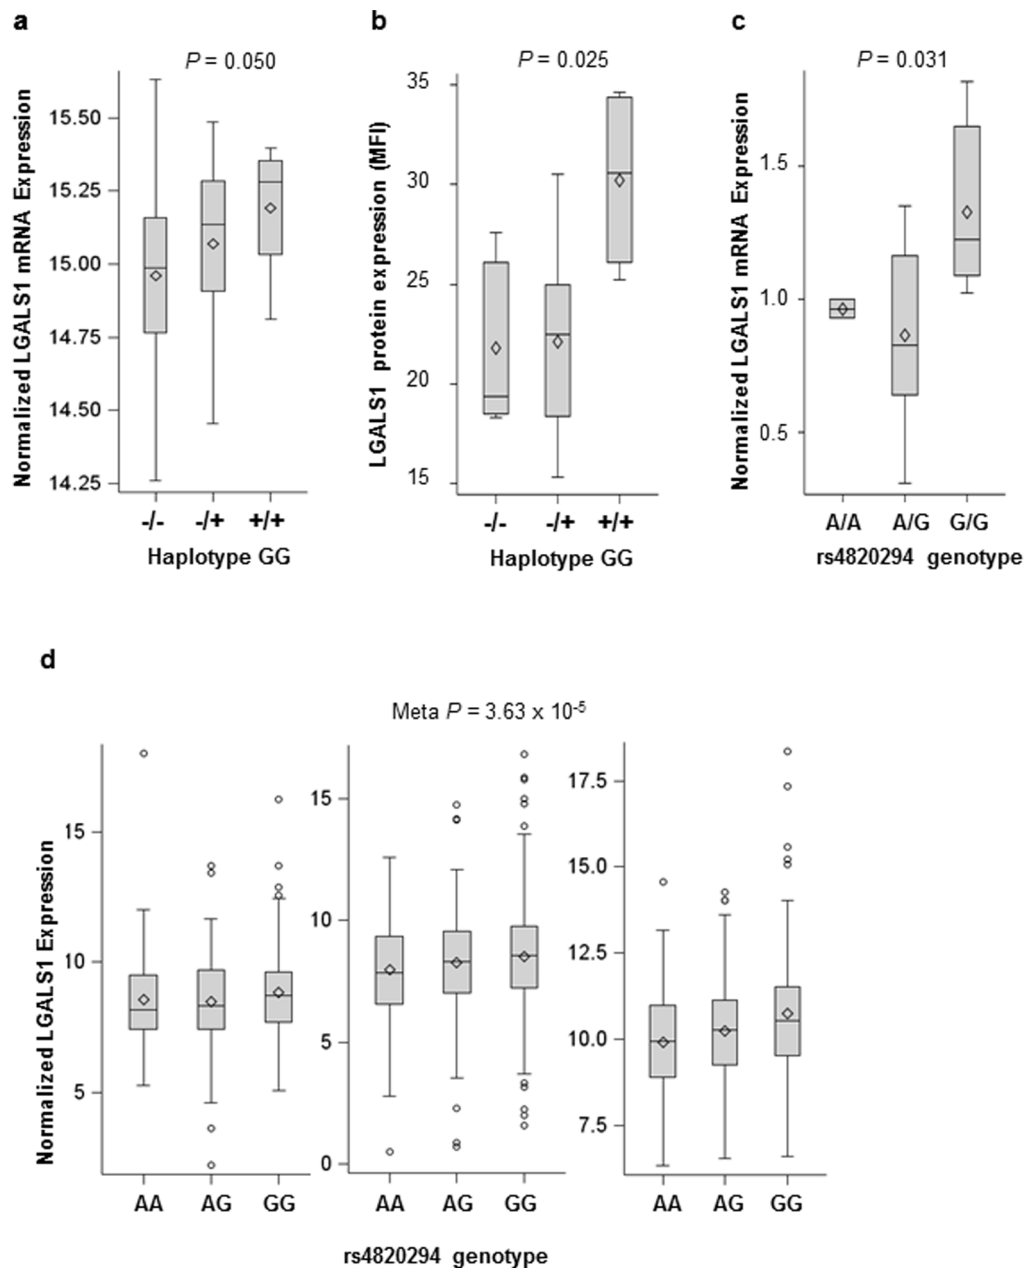 a
P = 0.050
Normalized LGALS1 mRNA Expression
15.50
15.25
15.00
14.75
14.50
14.25
-/- -/+ +/+
Haplotype GG
b
P = 0.025
LGALS1 protein expression (MFI)
35
30
25
20
15
-/- -/+ +/+
Haplotype GG
c
P = 0.031
Normalized LGALS1 mRNA Expression
1.5
1.0
0.5
A/A A/G G/G
rs4820294 genotype
d
Meta P = 3.63 x 10-5
Normalized LGALS1 Expression
15
10
5
AA AG GG
15
10
5
0
AA AG GG
17.5
15.0
12.5
10.0
7.5
AA AG GG
rs4820294 genotype